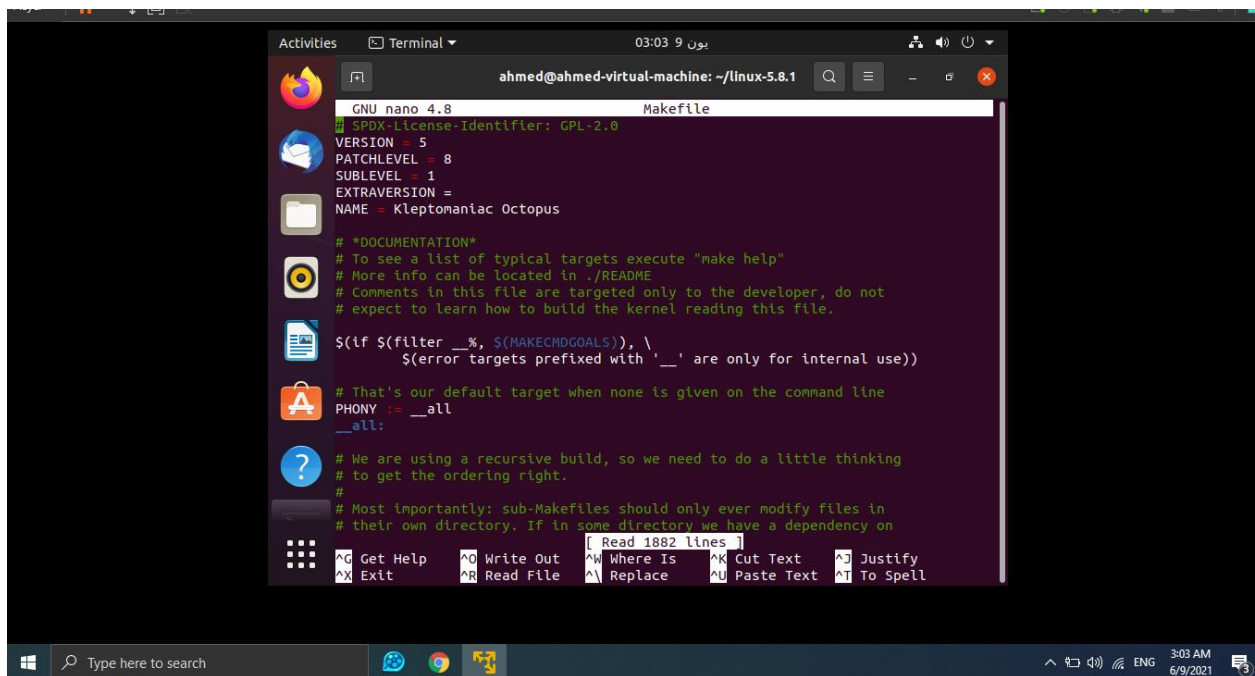 Activities Terminal 03:03 9 يون
ahmed@ahmed-virtual-machine: ~/linux-5.8.1
GNU nano 4.8 Makefile
# SPDX-License-Identifier: GPL-2.0
VERSION = 5
PATCHLEVEL = 8
SUBLEVEL = 1
EXTRAVERSION =
NAME = Kleptomaniac Octopus
# *DOCUMENTATION*
# To see a list of typical targets execute "make help"
# More info can be located in ./README
# Comments in this file are targeted only to the developer, do not
# expect to learn how to build the kernel reading this file.
$(if $(filter __%, $(MAKECMDGOALS)), \
$(error targets prefixed with '__' are only for internal use))
# That's our default target when none is given on the command line
PHONY := __all
__all:
# We are using a recursive build, so we need to do a little thinking
# to get the ordering right.
#
# Most importantly: sub-Makefiles should only ever modify files in
# their own directory. If in some directory we have a dependency on
[ Read 1882 lines ]
^G Get Help ^O Write Out ^W Where Is ^K Cut Text ^J Justify
^X Exit ^R Read File ^\ Replace ^U Paste Text ^T To Spell
Type here to search ENG 3:03 AM
6/9/2021 3